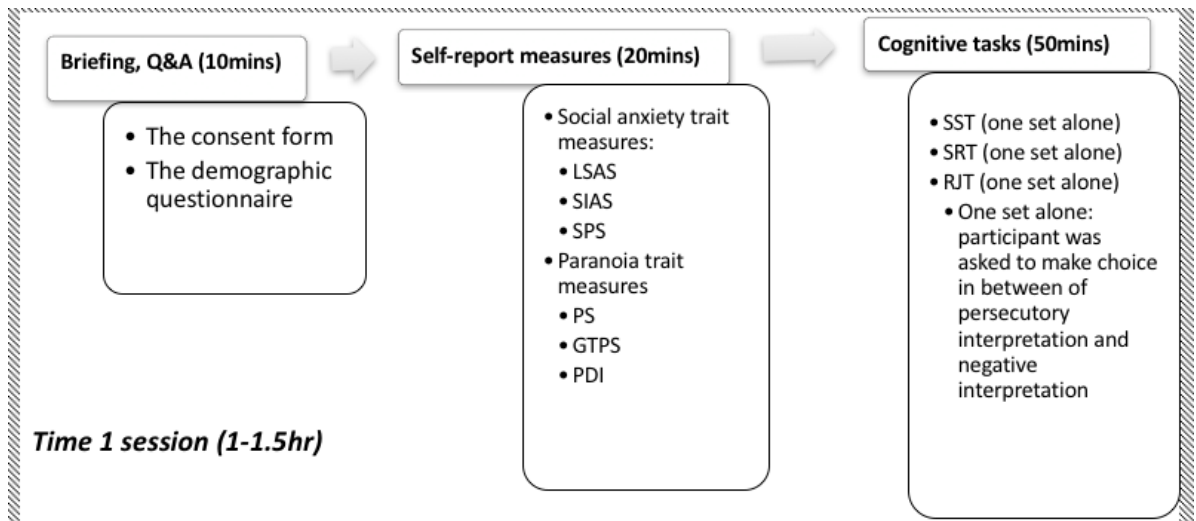 Briefing, Q&A (10mins)
• The consent form
• The demographic
questionnaire
Self-report measures (20mins)
• Social anxiety trait
measures:
• LSAS
• SIAS
• SPS
• Paranoia trait
measures
• PS
• GTPS
• PDI
Cognitive tasks (50mins)
• SST (one set alone)
• SRT (one set alone)
• RJT (one set alone)
• One set alone:
participant was
asked to make choice
in between of
persecutory
interpretation and
negative
interpretation
Time 1 session (1-1.5hr)